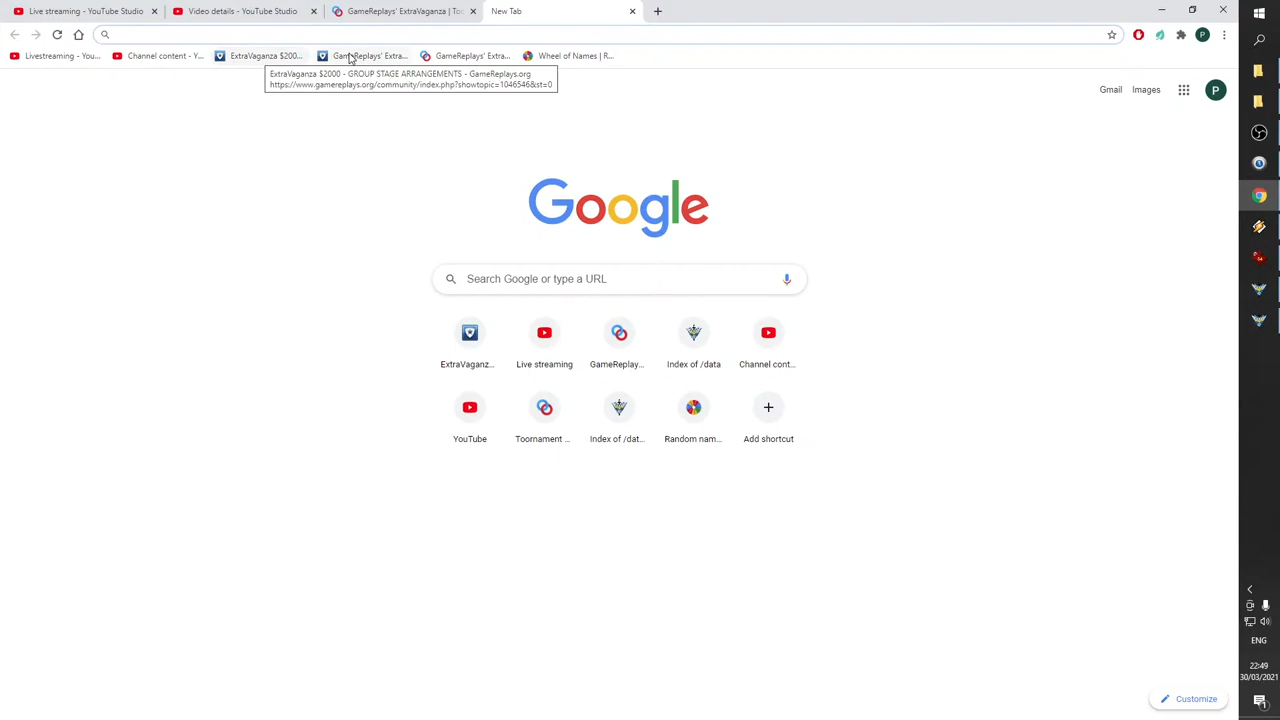 Live streaming - YouTube Studio
Video details - YouTube Studio
GameReplays' ExtraVaganza | Too
New Tab
Livestreaming - You...
Channel content - Y...
ExtraVaganza $200...
GameReplays' Extra...
GameReplays' Extra...
Wheel of Names | R...
ExtraVaganza $2000 - GROUP STAGE ARRANGEMENTS - GameReplays.org
https://www.gamereplays.org/community/index.php?showtopic=1046546&st=0
Gmail
Images
P
P
Google
Search Google or type a URL
ExtraVaganz...
Live streaming
GameReplay...
Index of /data
Channel cont...
YouTube
Toornament ...
Index of /dat...
Random nam...
Add shortcut
ENG
22:49
30/03/2021
Customize